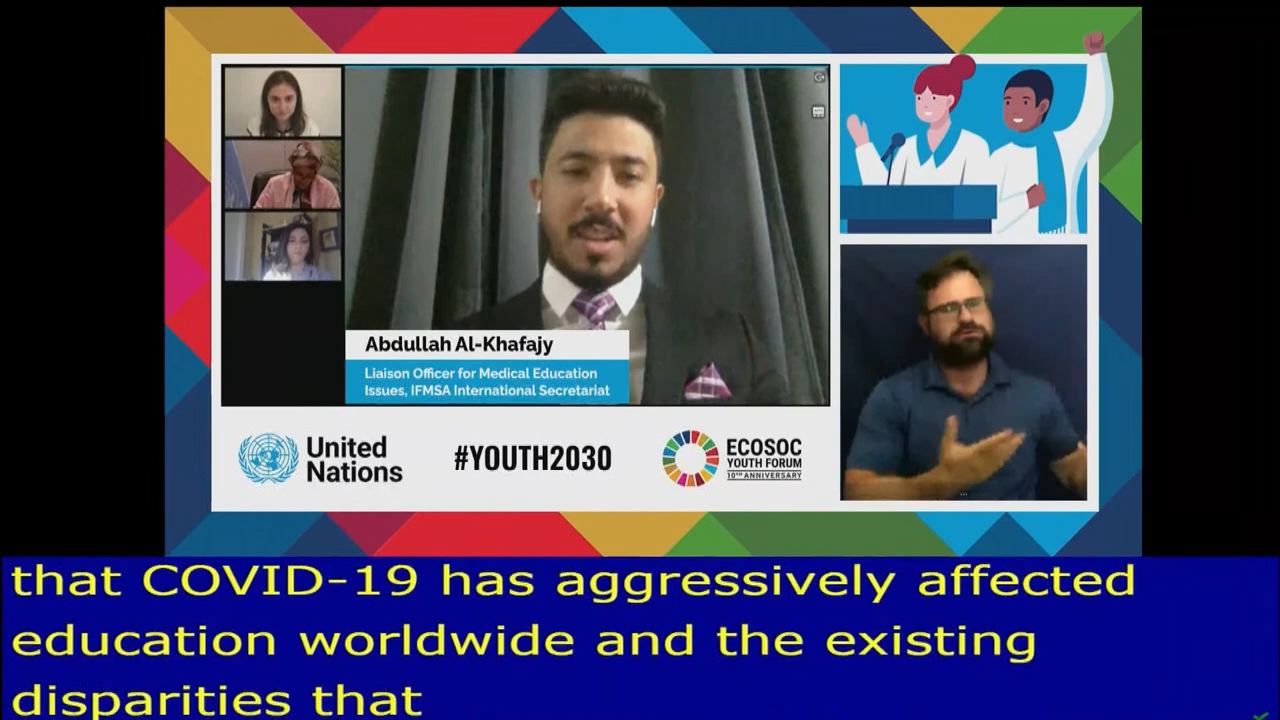 Abdullah Al-Khafajy
Liaison Officer for Medical Education
Issues, IFMSA International Secretariat
United
Nations
#YOUTH2030
ECOSOC
YOUTH FORUM
10TH ANNIVERSARY
that COVID-19 has aggressively affected
education worldwide and the existing
disparities that